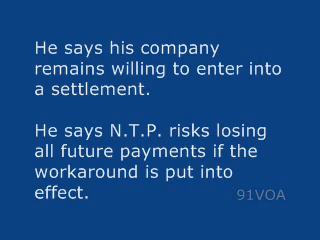 He says his company
remains willing to enter into
a settlement.
He says N.T.P. risks losing
all future payments if the
workaround is put into
effect.
91VOA